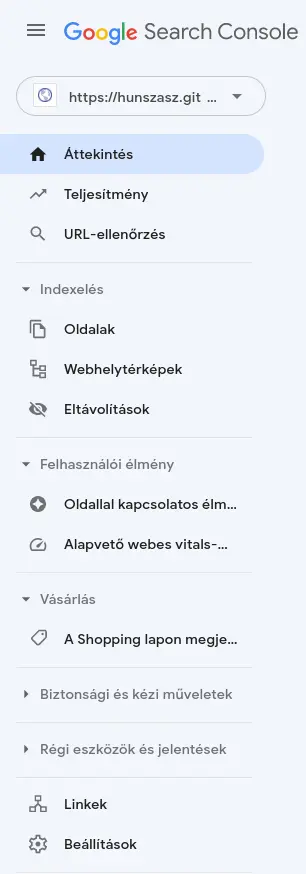 Google Search Console
https://hunszasz.git ...
Áttekintés
Teljesítmény
URL-ellenőrzés
Indexelés
Oldalak
Webhelytérképek
Eltávolítások
Felhasználói élmény
Oldallal kapcsolatos élm...
Alapvető webes vitals-...
Vásárlás
A Shopping lapon megje...
Biztonsági és kézi műveletek
Régi eszközök és jelentések
Linkek
Beállítások